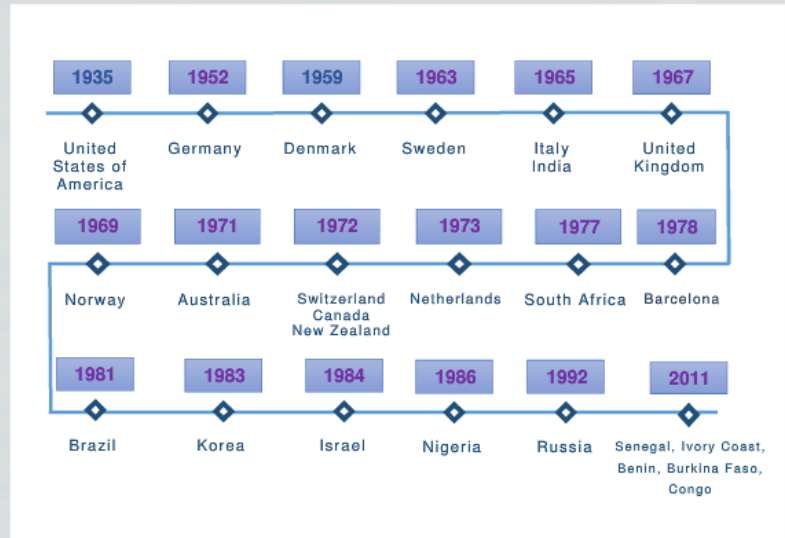 1935 1952 1959 1963 1965 1967
United States of America
Germany
Denmark
Sweden
Italy
India
United Kingdom
1969 1971 1972 1973 1977 1978
Norway
Australia
Switzerland
Canada
New Zealand
Netherlands
South Africa
Barcelona
1981 1983 1984 1986 1992 2011
Brazil
Korea
Israel
Nigeria
Russia
Senegal, Ivory Coast,
Benin, Burkina Faso,
Congo